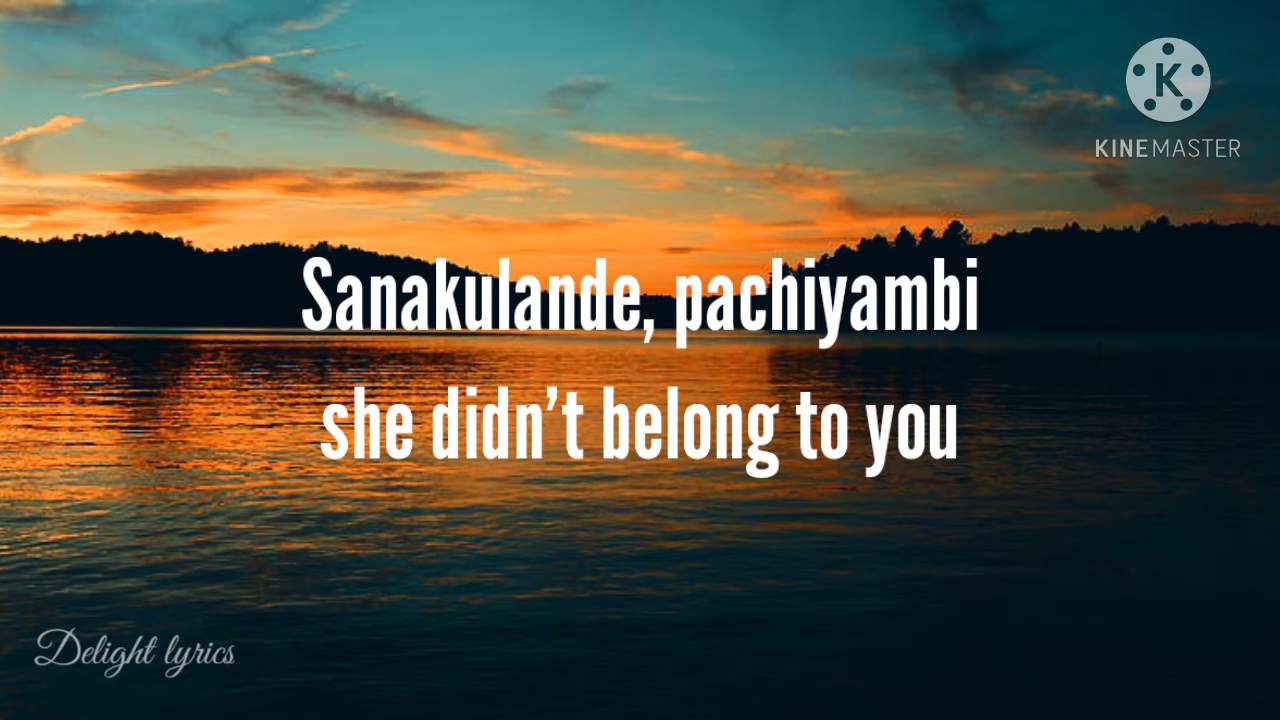 K
KINEMASTER
Sanakulande, pachiyambi
she didn’t belong to you
Delight lyrics